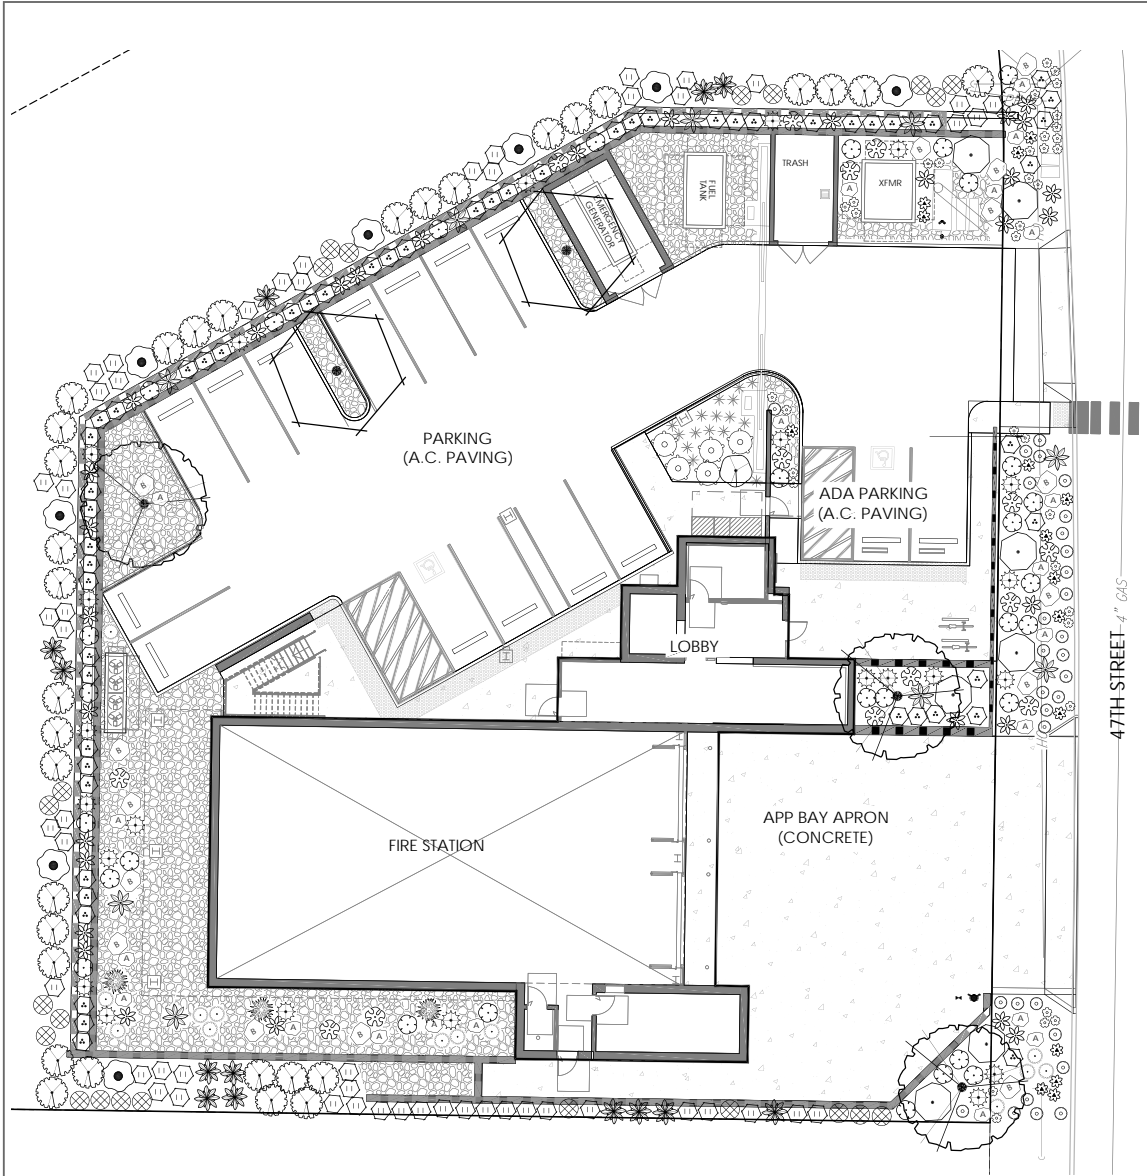 TRASH
FUEL
TANK
XFMR
EMERGENCY
GENERATOR
PARKING
(A.C. PAVING)
ADA PARKING
(A.C. PAVING)
LOBBY
4" GAS
47TH STREET
APP BAY APRON
(CONCRETE)
FIRE STATION